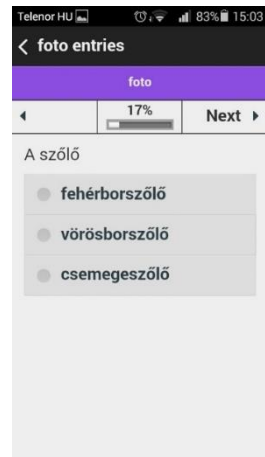 Telenor HU 83% 15:03
foto entries
foto
17% Next
A szőlő
fehérborszőlő
vörösborszőlő
csemegeszőlő